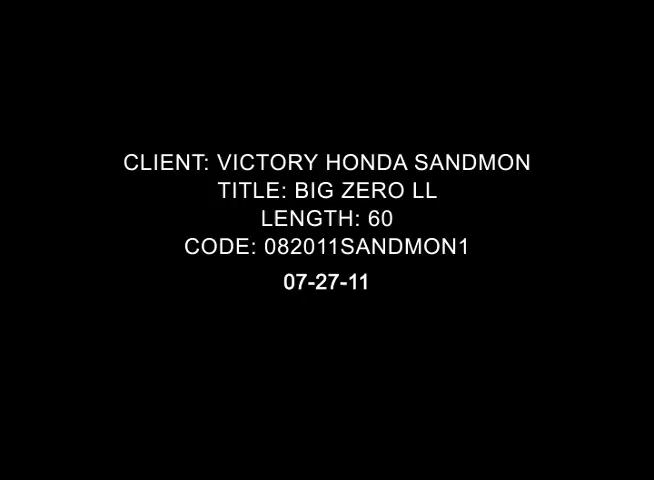 CLIENT: VICTORY HONDA SANDMON
TITLE: BIG ZERO LL
LENGTH: 60
CODE: 082011SANDMON1
07-27-11